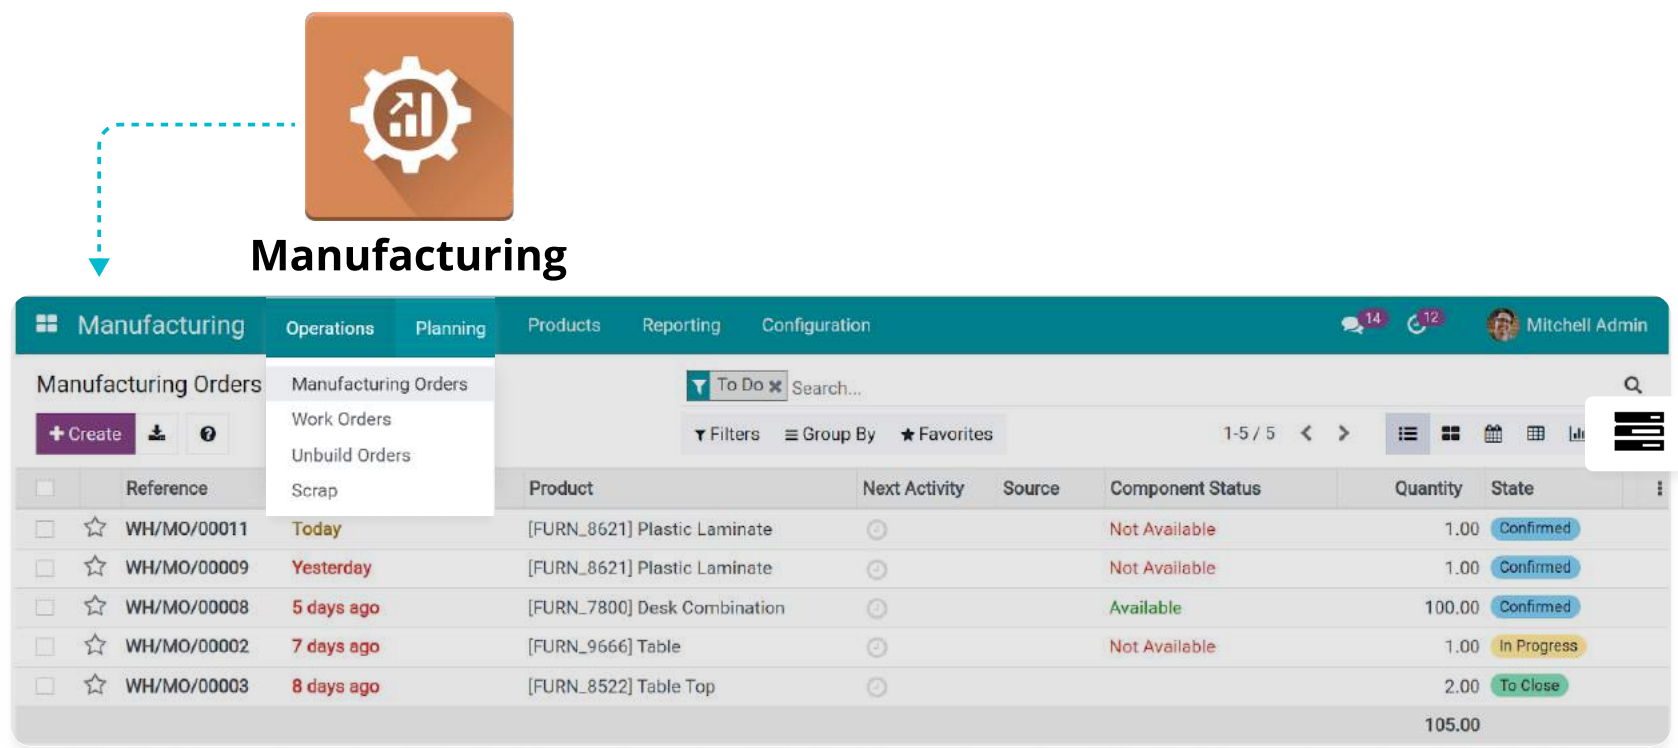 Manufacturing
Manufacturing Operations Planning Products Reporting Configuration 14 12 Mitchell Admin
Manufacturing Orders Manufacturing Orders To Do Search...
Work Orders
Create Filters Group By Favorites 1-5 / 5
Unbuild Orders
Scrap
Reference Product Next Activity Source Component Status Quantity State
WH/MO/00011 Today [FURN_8621] Plastic Laminate Not Available 1.00 Confirmed
WH/MO/00009 Yesterday [FURN_8621] Plastic Laminate Not Available 1.00 Confirmed
WH/MO/00008 5 days ago [FURN_7800] Desk Combination Available 100.00 Confirmed
WH/MO/00002 7 days ago [FURN_9666] Table Not Available 1.00 In Progress
WH/MO/00003 8 days ago [FURN_8522] Table Top 2.00 To Close
105.00